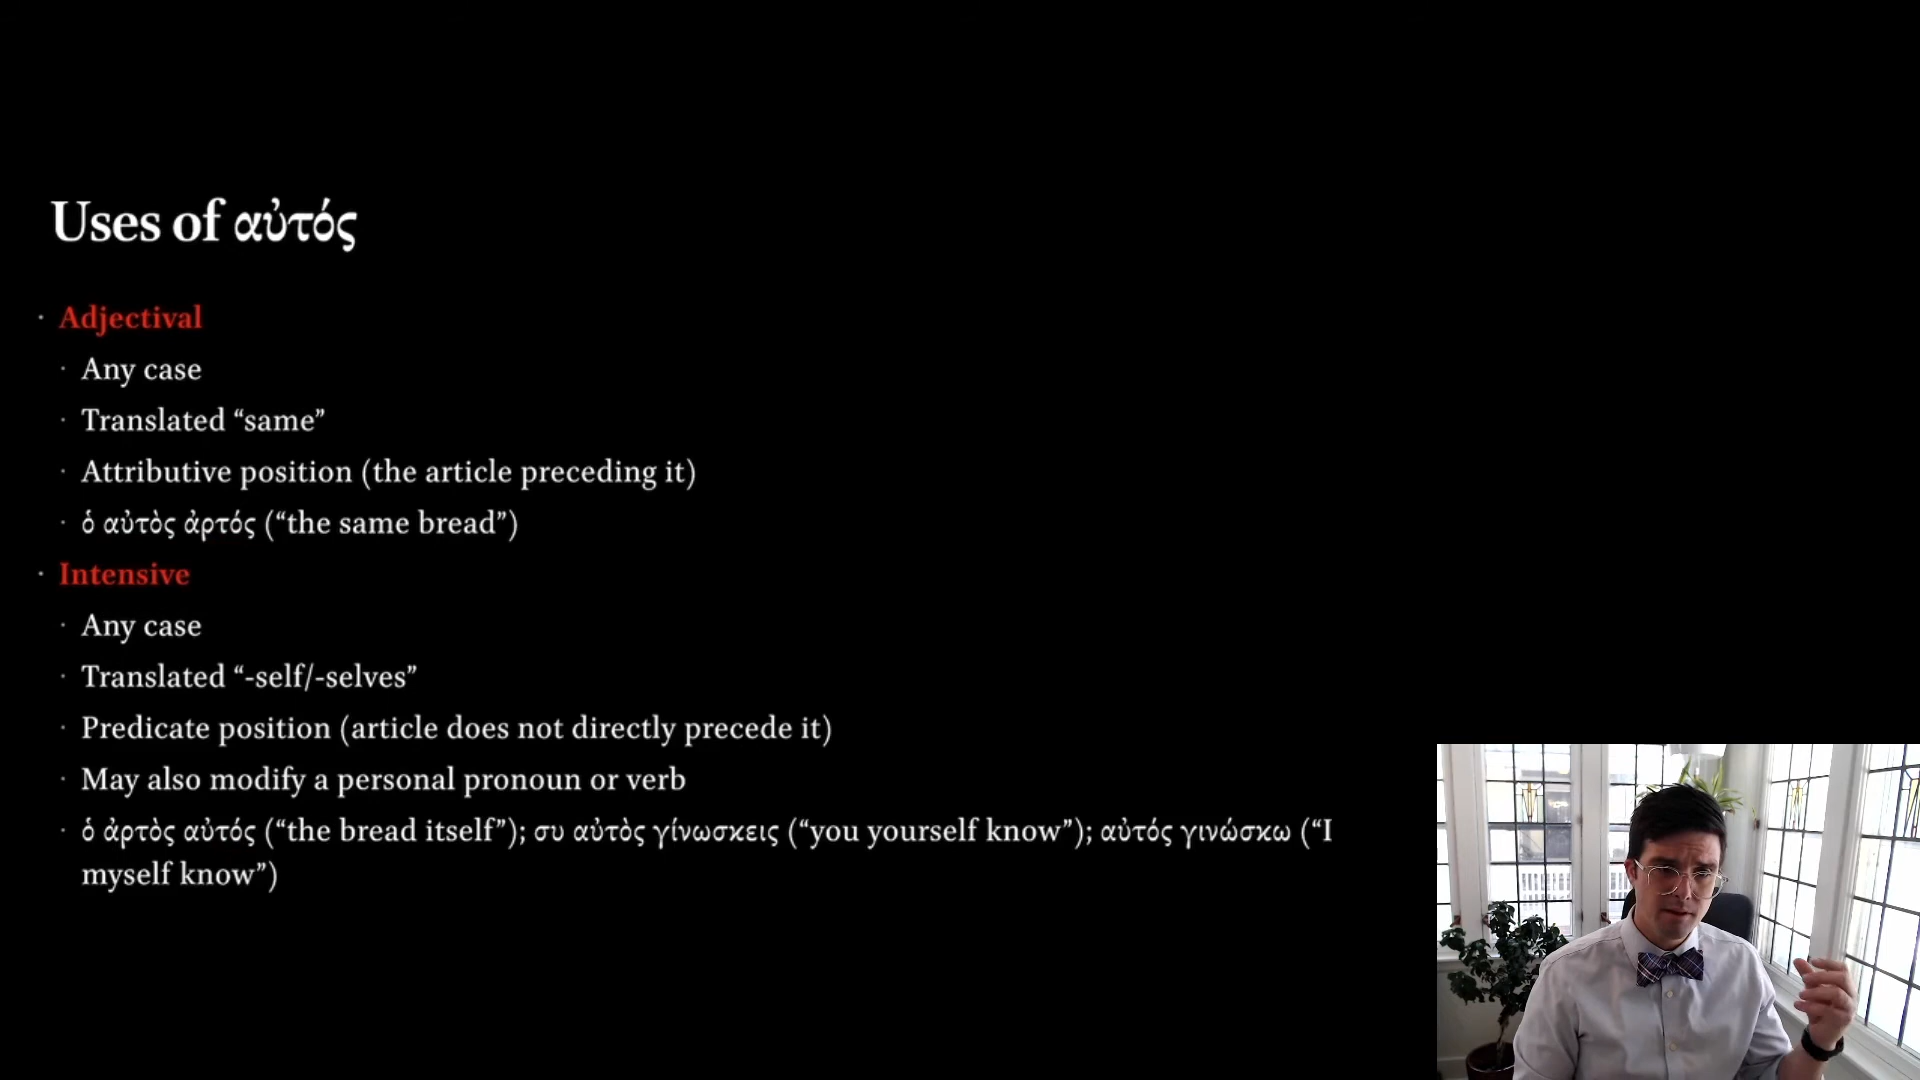 Uses of αὐτός
· Adjectival
· Any case
· Translated “same”
· Attributive position (the article preceding it)
· ὁ αὐτὸς ἀρτός (“the same bread”)
· Intensive
· Any case
· Translated “-self/-selves”
· Predicate position (article does not directly precede it)
· May also modify a personal pronoun or verb
· ὁ ἀρτὸς αὐτός (“the bread itself”); συ αὐτὸς γίνωσκεις (“you yourself know”); αὐτός γινώσκω (“I
myself know”)